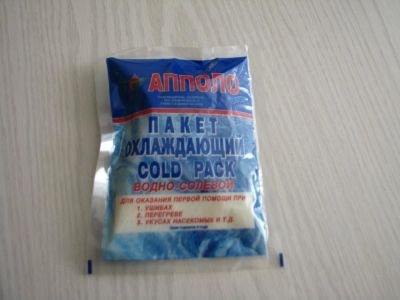 АППОЛО
ПАКЕТ
ОХЛАЖДАЮЩИЙ
COLD PACK
ВОДНО СОЛЕВОЙ
ДЛЯ ОКАЗАНИЯ ПЕРВОЙ ПОМОЩИ ПРИ
1. УШИБАХ
2. ПЕРЕГРЕВЕ
3. УКУСАХ НАСЕКОМЫХ И Т.Д.